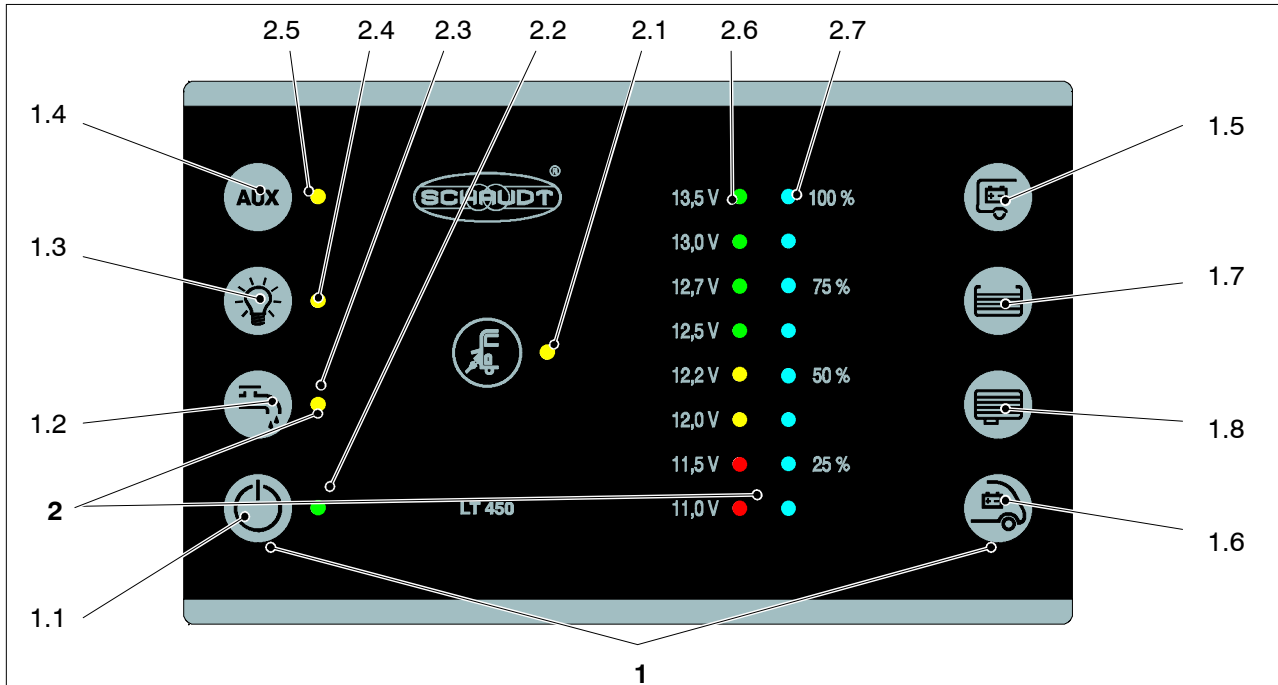 2.5 2.4 2.3 2.2 2.1 2.6 2.7
1.4
1.3
1.2
2
1.1
AUX
SCHAUDT ®
LT 450
13,5 V 100 %
13,0 V
12,7 V 75 %
12,5 V
12,2 V 50 %
12,0 V
11,5 V 25 %
11,0 V
1.5
1.7
1.8
1.6
1